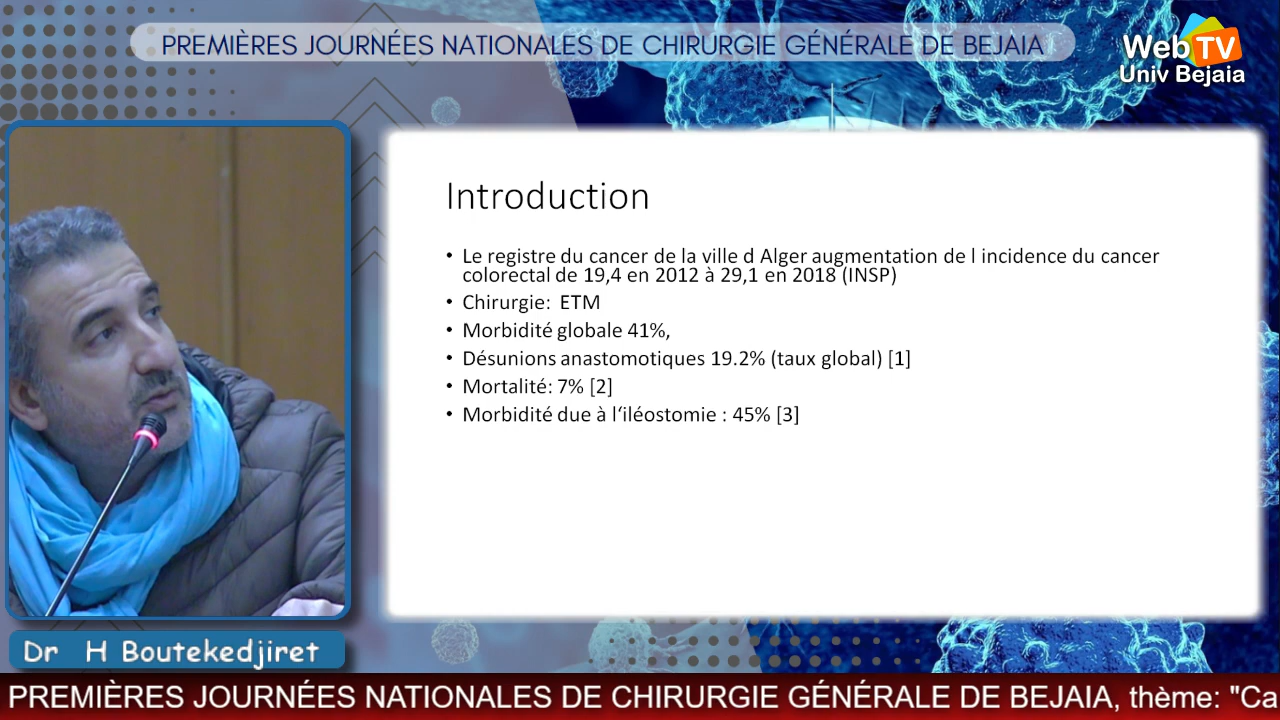 PREMIÈRES JOURNÉES NATIONALES DE CHIRURGIE GÉNÉRALE DE BEJAIA
Web TV
Univ Bejaia
Introduction
• Le registre du cancer de la ville d Alger augmentation de l incidence du cancer
colorectal de 19,4 en 2012 à 29,1 en 2018 (INSP)
• Chirurgie: ETM
• Morbidité globale 41%,
• Désunions anastomotiques 19.2% (taux global) [1]
• Mortalité: 7% [2]
• Morbidité due à l‘iléostomie : 45% [3]
Dr H Boutekedjiret
PREMIÈRES JOURNÉES NATIONALES DE CHIRURGIE GÉNÉRALE DE BEJAIA, thème: "Ca